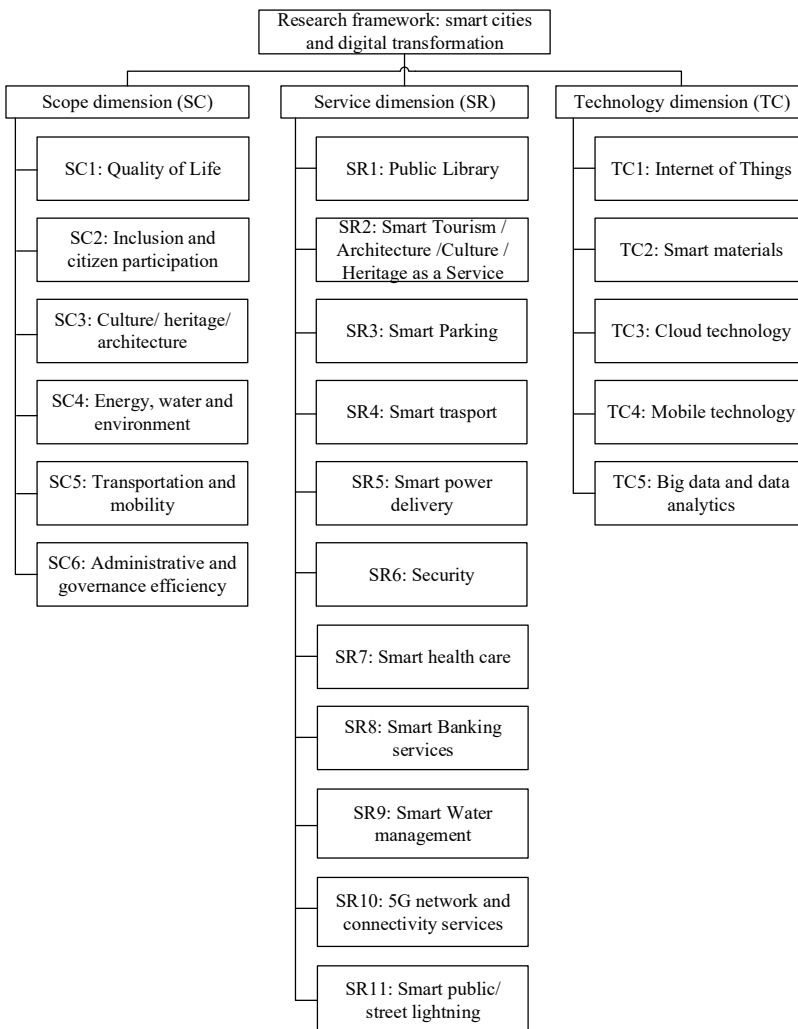 Research framework: smart cities
and digital transformation
Scope dimension (SC)
SC1: Quality of Life
SC2: Inclusion and
citizen participation
SC3: Culture/ heritage/
architecture
SC4: Energy, water and
environment
SC5: Transportation and
mobility
SC6: Administrative and
governance efficiency
Service dimension (SR)
SR1: Public Library
SR2: Smart Tourism /
Architecture /Culture /
Heritage as a Service
SR3: Smart Parking
SR4: Smart trasport
SR5: Smart power
delivery
SR6: Security
SR7: Smart health care
SR8: Smart Banking
services
SR9: Smart Water
management
SR10: 5G network and
connectivity services
SR11: Smart public/
street lightning
Technology dimension (TC)
TC1: Internet of Things
TC2: Smart materials
TC3: Cloud technology
TC4: Mobile technology
TC5: Big data and data
analytics